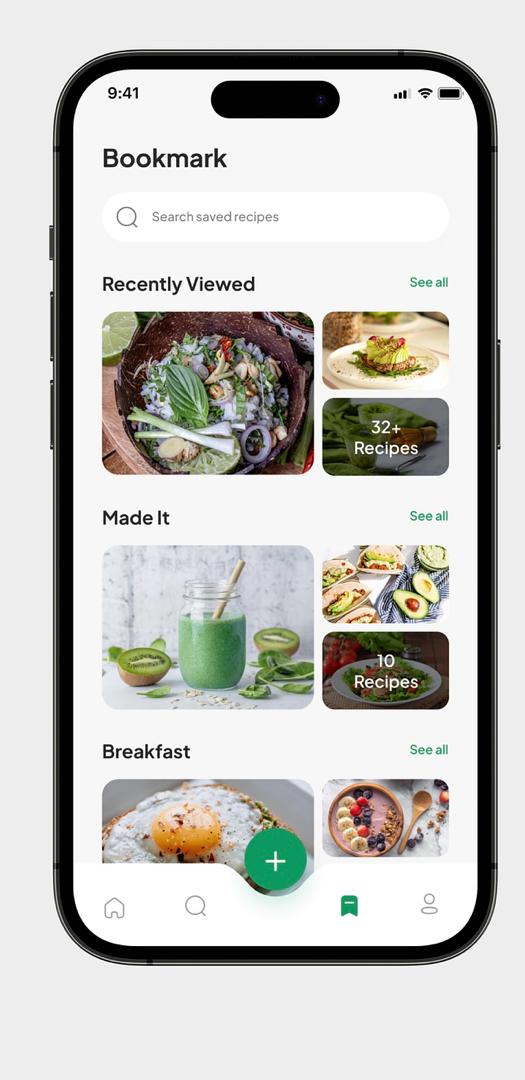 9:41
Bookmark
Search saved recipes
Recently Viewed
See all
32+
Recipes
Made It
See all
10
Recipes
Breakfast
See all